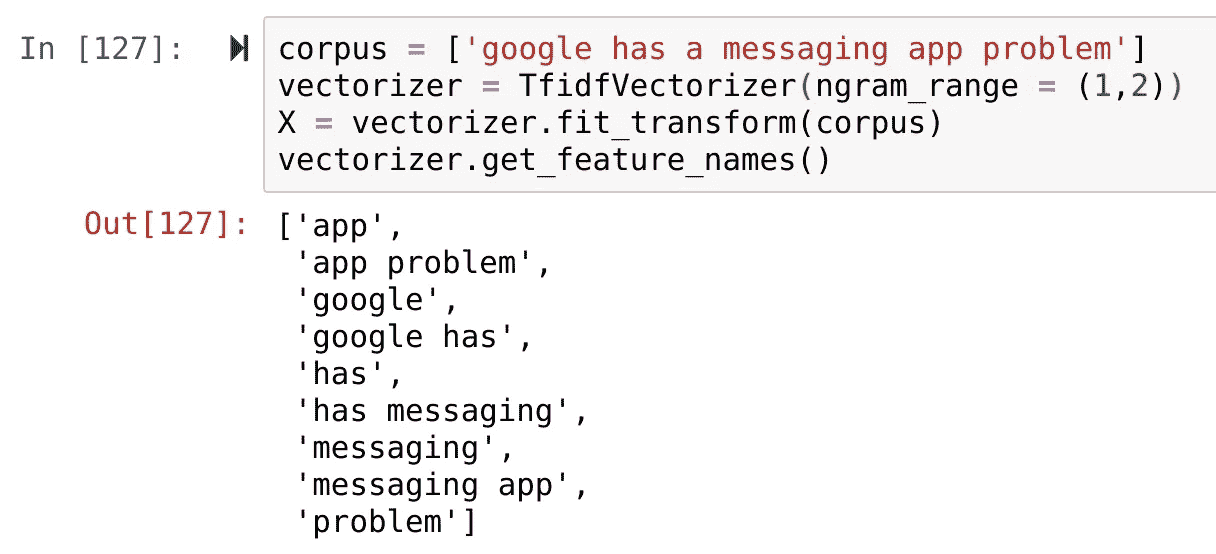 In [127]: corpus = ['google has a messaging app problem']
vectorizer = TfidfVectorizer(ngram_range = (1,2))
X = vectorizer.fit_transform(corpus)
vectorizer.get_feature_names()
Out[127]: ['app',
'app problem',
'google',
'google has',
'has',
'has messaging',
'messaging',
'messaging app',
'problem']